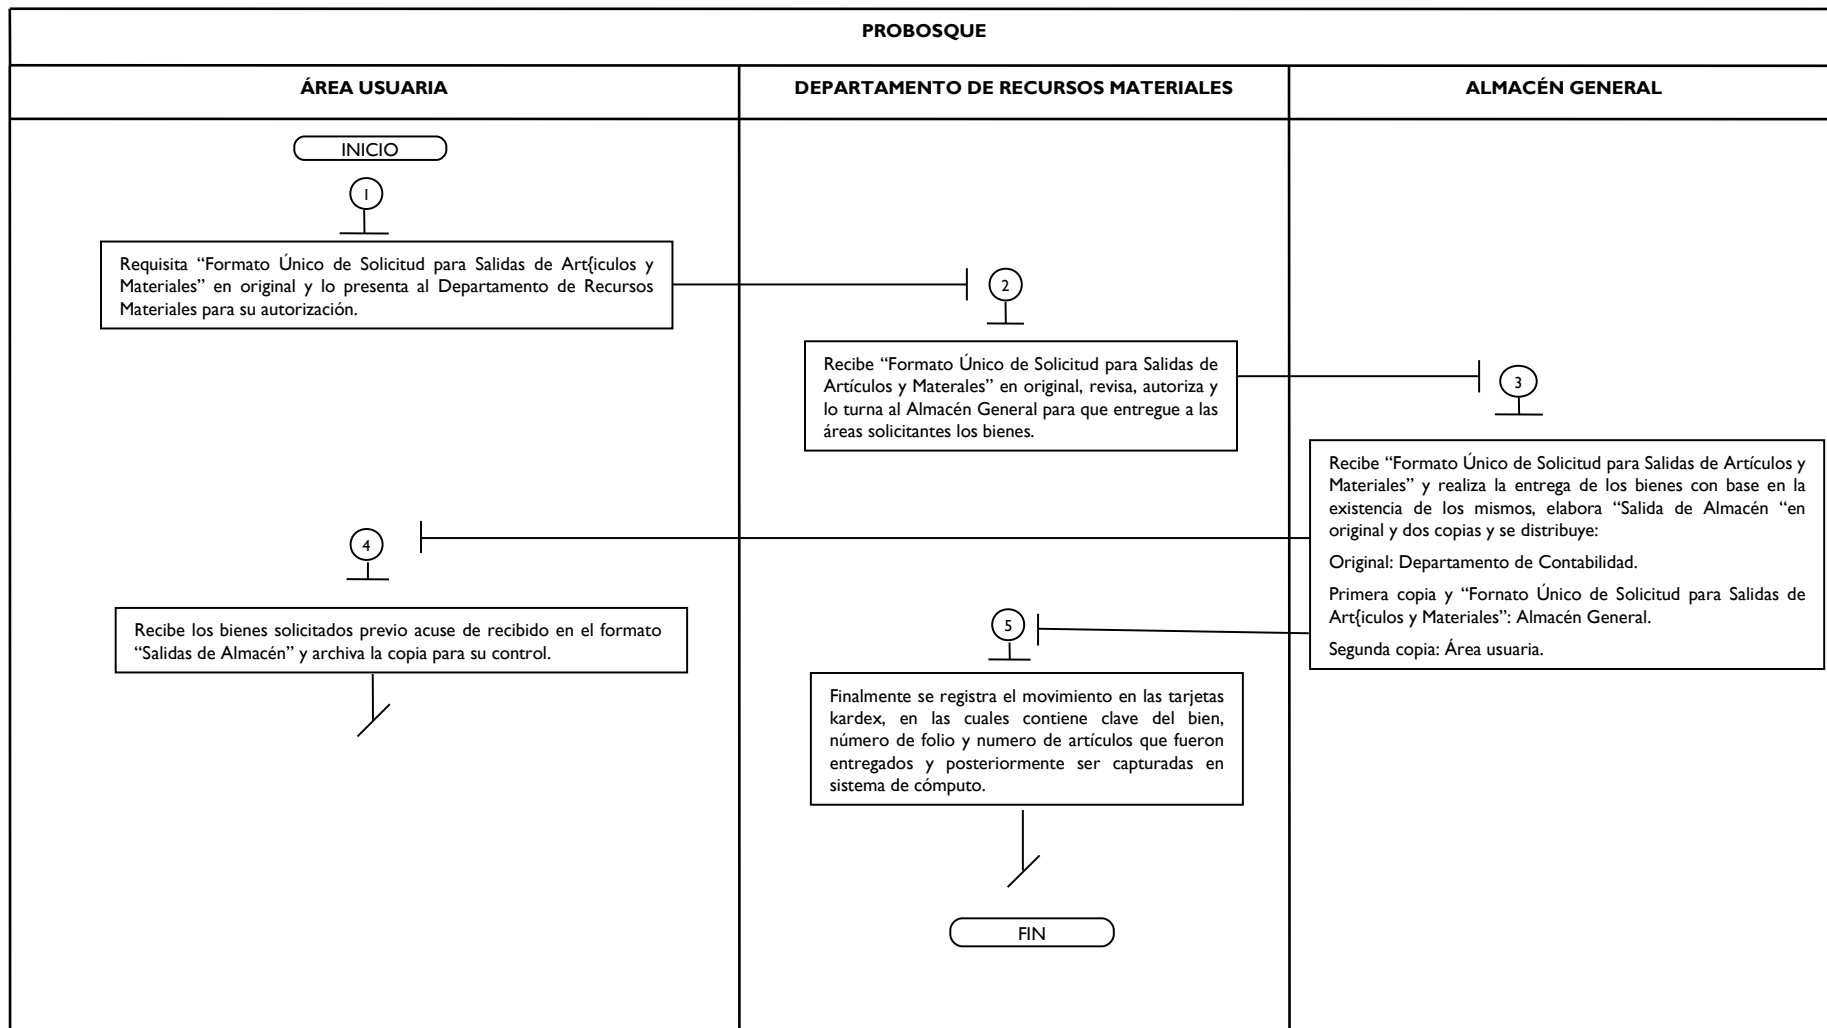 PROBOSQUE
ÁREA USUARIA
DEPARTAMENTO DE RECURSOS MATERIALES
ALMACÉN GENERAL
INICIO
1
Requisita “Formato Único de Solicitud para Salidas de Art{iculos y
Materiales” en original y lo presenta al Departamento de Recursos
Materiales para su autorización.
2
Recibe “Formato Único de Solicitud para Salidas de
Artículos y Materales” en original, revisa, autoriza y
lo turna al Almacén General para que entregue a las
áreas solicitantes los bienes.
3
Recibe “Formato Único de Solicitud para Salidas de Artículos y
Materiales” y realiza la entrega de los bienes con base en la
existencia de los mismos, elabora “Salida de Almacén “en
original y dos copias y se distribuye:
Original: Departamento de Contabilidad.
Primera copia y “Fornato Único de Solicitud para Salidas de
Art{iculos y Materiales”: Almacén General.
Segunda copia: Área usuaria.
4
Recibe los bienes solicitados previo acuse de recibido en el formato
“Salidas de Almacén” y archiva la copia para su control.
5
Finalmente se registra el movimiento en las tarjetas
kardex, en las cuales contiene clave del bien,
número de folio y numero de artículos que fueron
entregados y posteriormente ser capturadas en
sistema de cómputo.
FIN